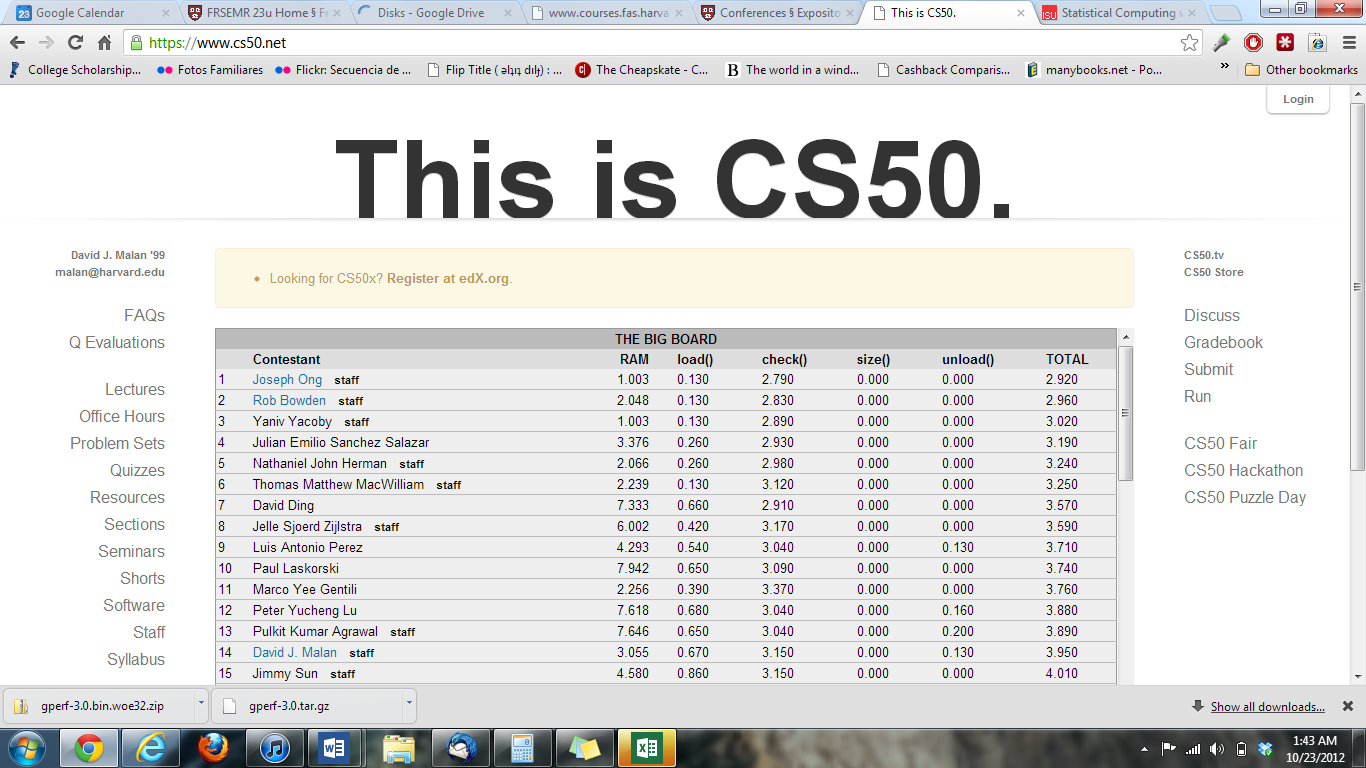 Google Calendar
FRSEMR 23u Home § Fr
Disks - Google Drive
www.courses.fas.harva
Conferences § Exposito
This is CS50.
Statistical Computing
https://www.cs50.net
College Scholarship...
Fotos Familiares
Flickr: Secuencia de ...
Flip Title ( ǝlʇıʇ dılɟ) : ...
The Cheapskate - C...
B The world in a wind...
Cashback Comparis...
manybooks.net - Po...
»
Other bookmarks
Login
This is CS50.
David J. Malan '99
malan@harvard.edu
FAQs
Q Evaluations
Lectures
Office Hours
Problem Sets
Quizzes
Resources
Sections
Seminars
Shorts
Software
Staff
Syllabus
• Looking for CS50x? Register at edX.org.
THE BIG BOARD
Contestant RAM load() check() size() unload() TOTAL
1 Joseph Ong staff 1.003 0.130 2.790 0.000 0.000 2.920
2 Rob Bowden staff 2.048 0.130 2.830 0.000 0.000 2.960
3 Yaniv Yacoby staff 1.003 0.130 2.890 0.000 0.000 3.020
4 Julian Emilio Sanchez Salazar 3.376 0.260 2.930 0.000 0.000 3.190
5 Nathaniel John Herman staff 2.066 0.260 2.980 0.000 0.000 3.240
6 Thomas Matthew MacWilliam staff 2.239 0.130 3.120 0.000 0.000 3.250
7 David Ding 7.333 0.660 2.910 0.000 0.000 3.570
8 Jelle Sjoerd Zijlstra staff 6.002 0.420 3.170 0.000 0.000 3.590
9 Luis Antonio Perez 4.293 0.540 3.040 0.000 0.130 3.710
10 Paul Laskorski 7.942 0.650 3.090 0.000 0.000 3.740
11 Marco Yee Gentili 2.256 0.390 3.370 0.000 0.000 3.760
12 Peter Yucheng Lu 7.618 0.680 3.040 0.000 0.160 3.880
13 Pulkit Kumar Agrawal staff 7.646 0.650 3.040 0.000 0.200 3.890
14 David J. Malan staff 3.055 0.670 3.150 0.000 0.130 3.950
15 Jimmy Sun staff 4.580 0.860 3.150 0.000 0.000 4.010
CS50.tv
CS50 Store
Discuss
Gradebook
Submit
Run
CS50 Fair
CS50 Hackathon
CS50 Puzzle Day
gperf-3.0.bin.woe32.zip
gperf-3.0.tar.gz
Show all downloads...
1:43 AM
10/23/2012